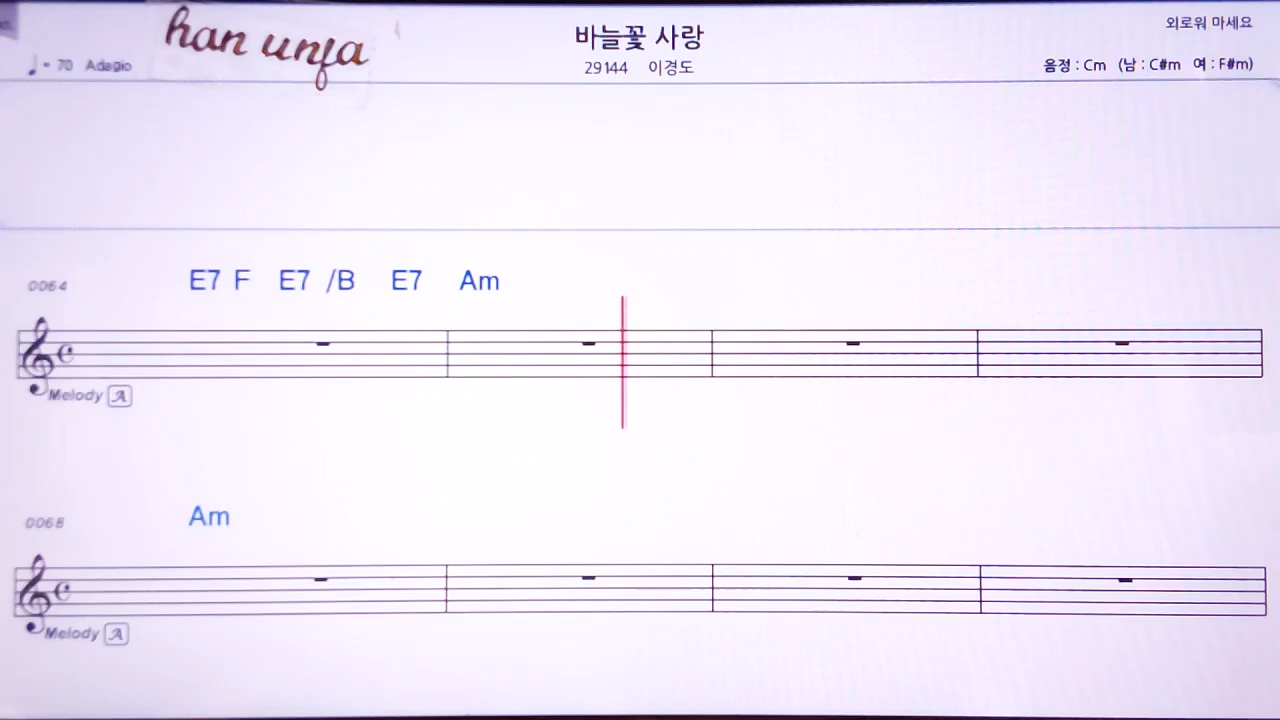 han unja
바늘꽃 사랑
외로워 마세요
♩= 70 Adagio
29144 이경도
음정 : Cm (남 : C#m 여 : F#m)
0064 E7 F E7 /B E7 Am
Melody A
0068 Am
Melody A